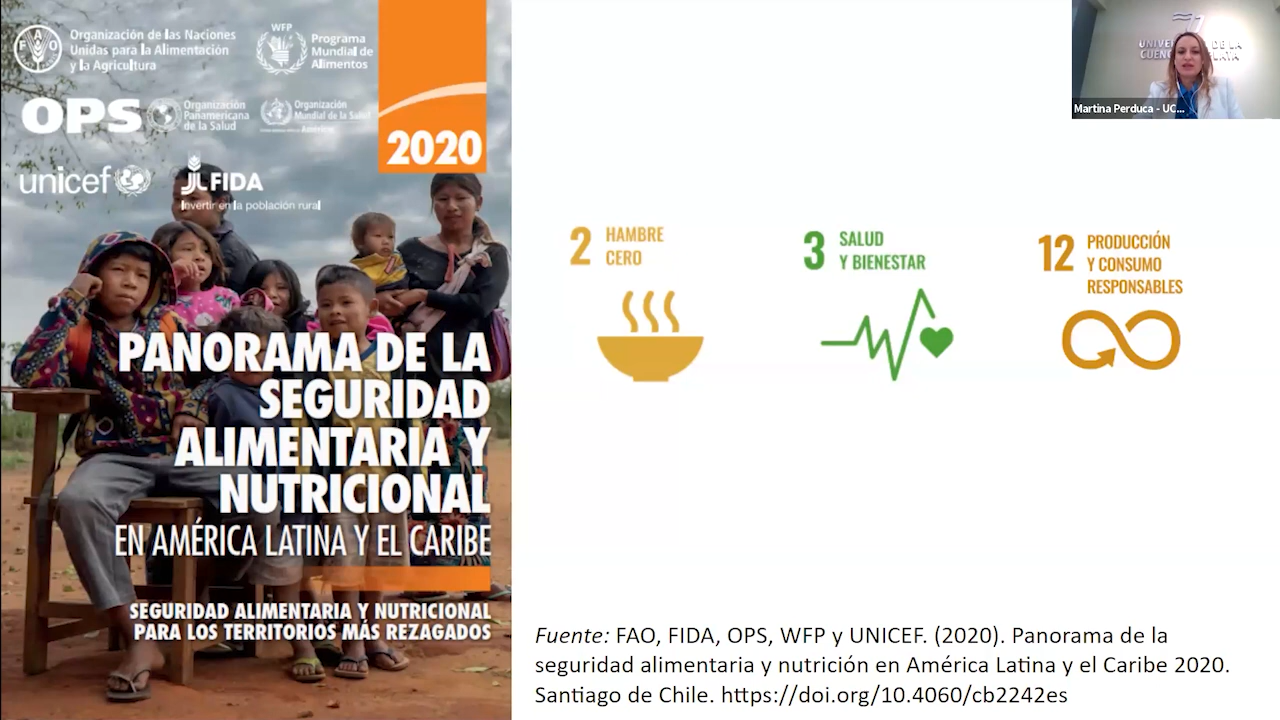 Organización de las Naciones
Unidas para la Alimentación
y la Agricultura
WFP
Programa
Mundial de
Alimentos
OPS
Organización
Panamericana
de la Salud
Organización
Mundial de la Salud
Américas
2020
unicef
FIDA
Invertir en la población rural
PANORAMA DE LA
SEGURIDAD
ALIMENTARIA Y
NUTRICIONAL
EN AMÉRICA LATINA Y EL CARIBE
SEGURIDAD ALIMENTARIA Y NUTRICIONAL
PARA LOS TERRITORIOS MÁS REZAGADOS
2 HAMBRE
CERO
3 SALUD
Y BIENESTAR
12 PRODUCCIÓN
Y CONSUMO
RESPONSABLES
Fuente: FAO, FIDA, OPS, WFP y UNICEF. (2020). Panorama de la
seguridad alimentaria y nutrición en América Latina y el Caribe 2020.
Santiago de Chile. https://doi.org/10.4060/cb2242es
Martina Perduca - UC...